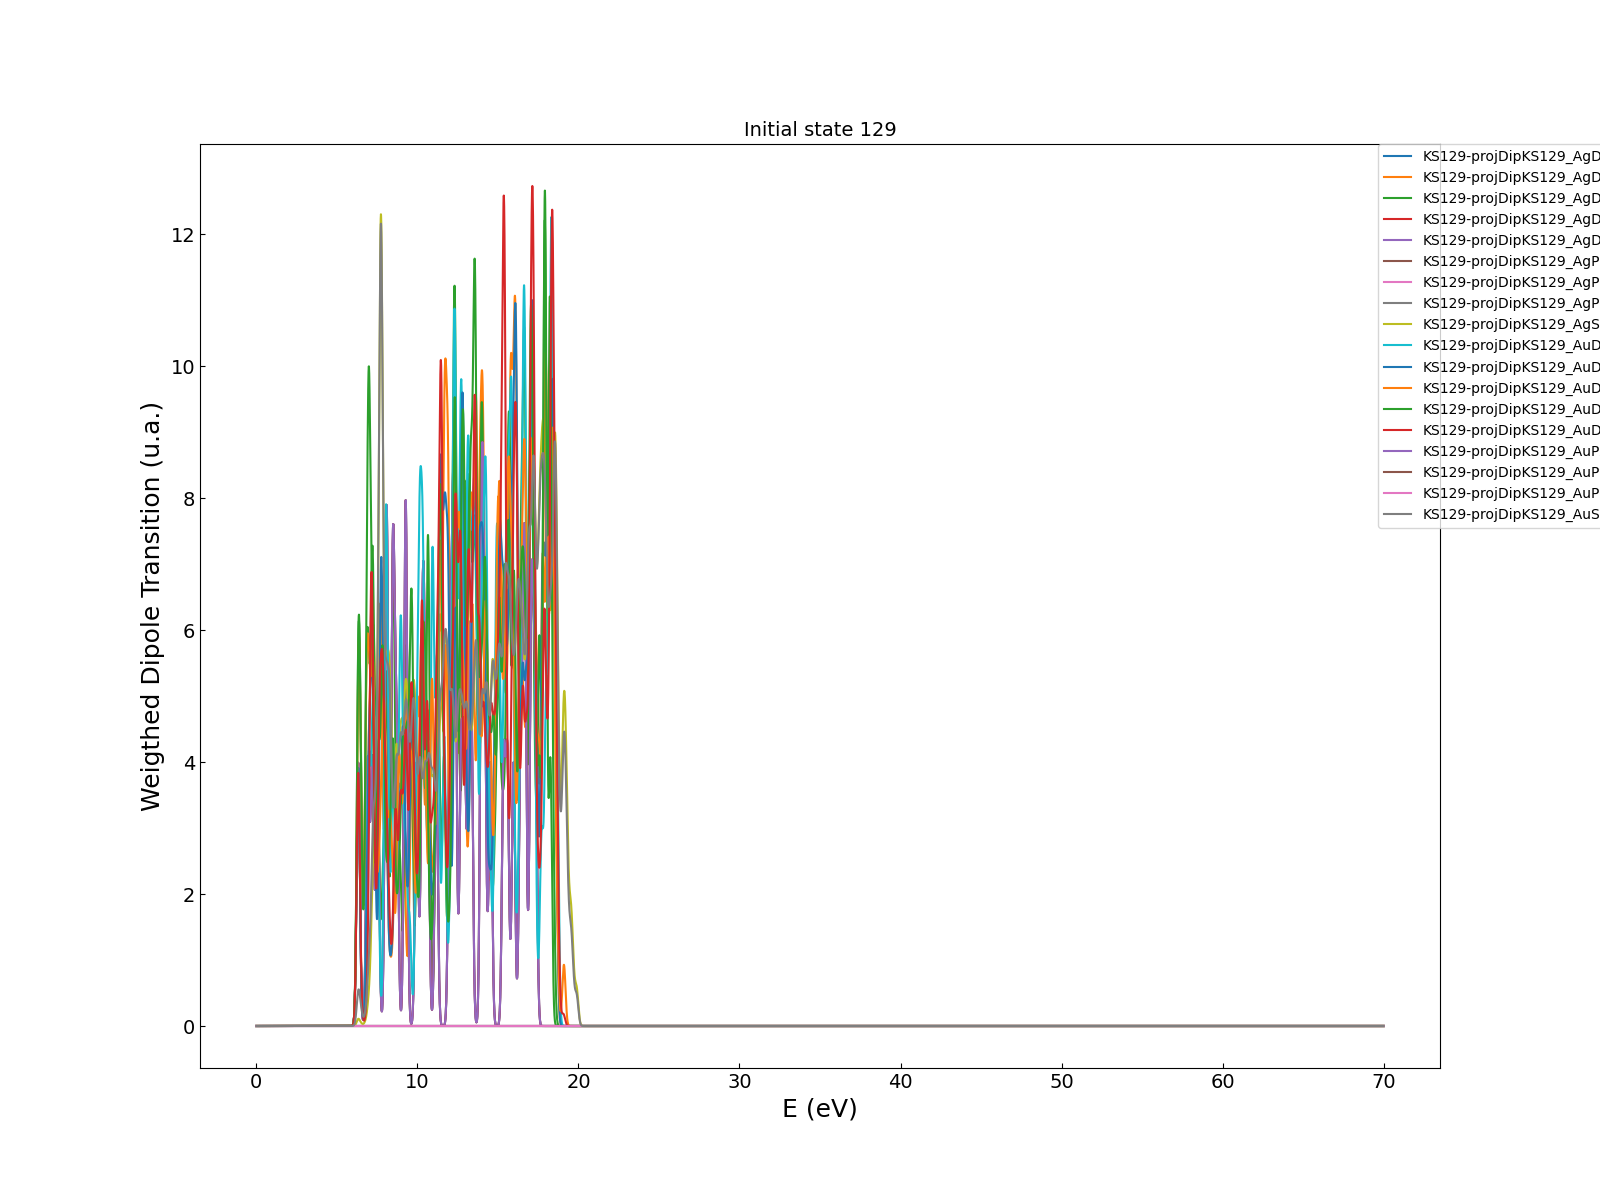 Initial state 129
Weigthed Dipole Transition (u.a.)
12
10
8
6
4
2
0
0 10 20 30 40 50 60 70
E (eV)
KS129-projDipKS129_AgD
KS129-projDipKS129_AgD
KS129-projDipKS129_AgD
KS129-projDipKS129_AgD
KS129-projDipKS129_AgD
KS129-projDipKS129_AgP
KS129-projDipKS129_AgP
KS129-projDipKS129_AgP
KS129-projDipKS129_AgS
KS129-projDipKS129_AuD
KS129-projDipKS129_AuD
KS129-projDipKS129_AuD
KS129-projDipKS129_AuD
KS129-projDipKS129_AuD
KS129-projDipKS129_AuP
KS129-projDipKS129_AuP
KS129-projDipKS129_AuP
KS129-projDipKS129_AuS